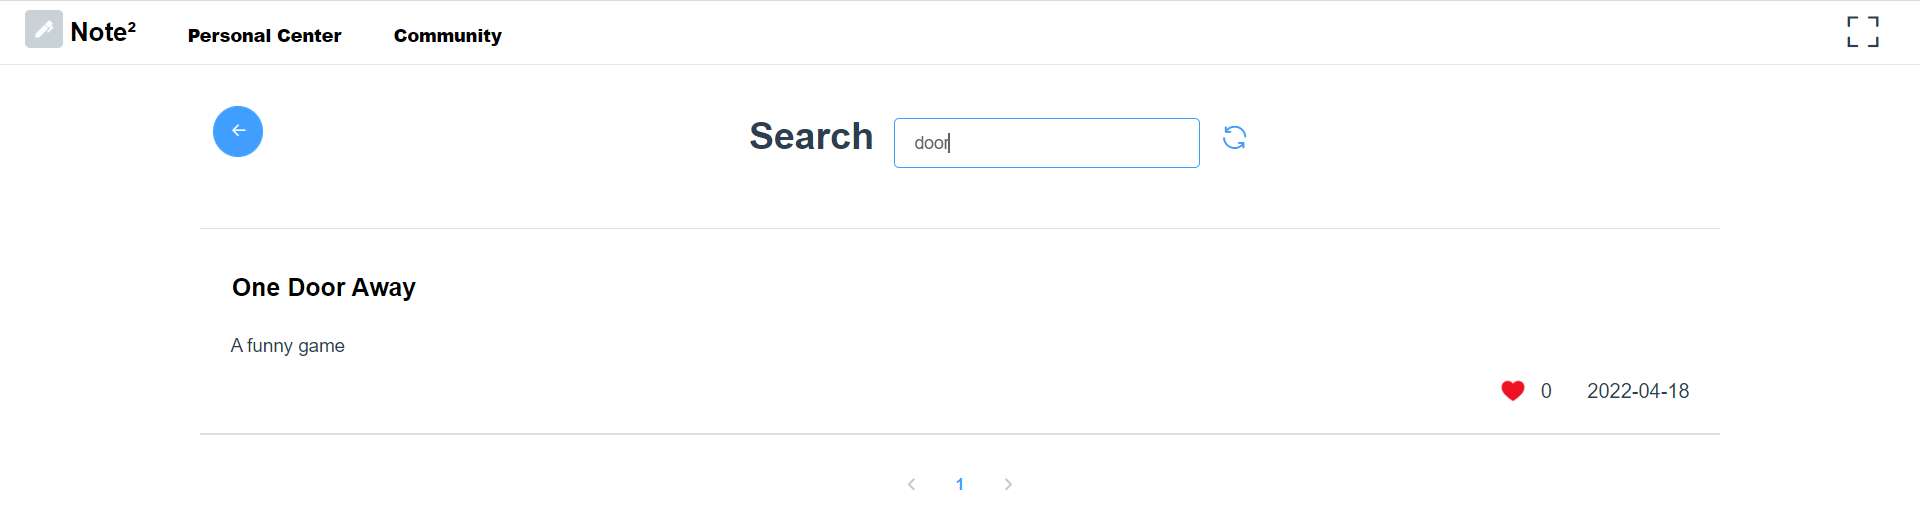 Note²
Personal Center
Community
Search
door
One Door Away
A funny game
0
2022-04-18
1